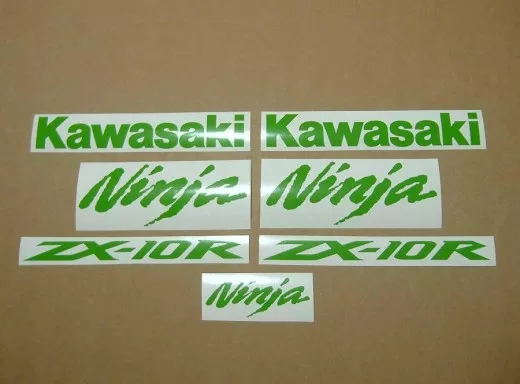 Kawasaki Kawasaki
Ninja Ninja
ZX-10R ZX-10R
Ninja